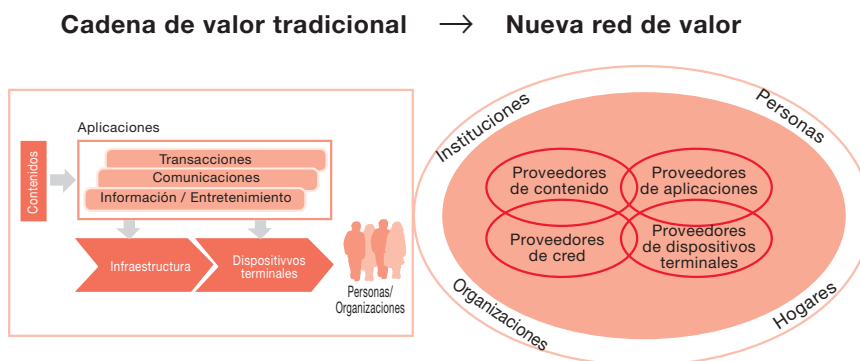 Cadena de valor tradicional → Nueva red de valor
Contenidos
Aplicaciones
Transacciones
Comunicaciones
Información / Entretenimiento
Infraestructura
Dispositivvos
terminales
Personas/
Organizaciones
Instituciones
Personas
Proveedores
de contenido
Proveedores
de aplicaciones
Proveedores
de cred
Proveedores
de dispositivos
terminales
Organizaciones
Hogares